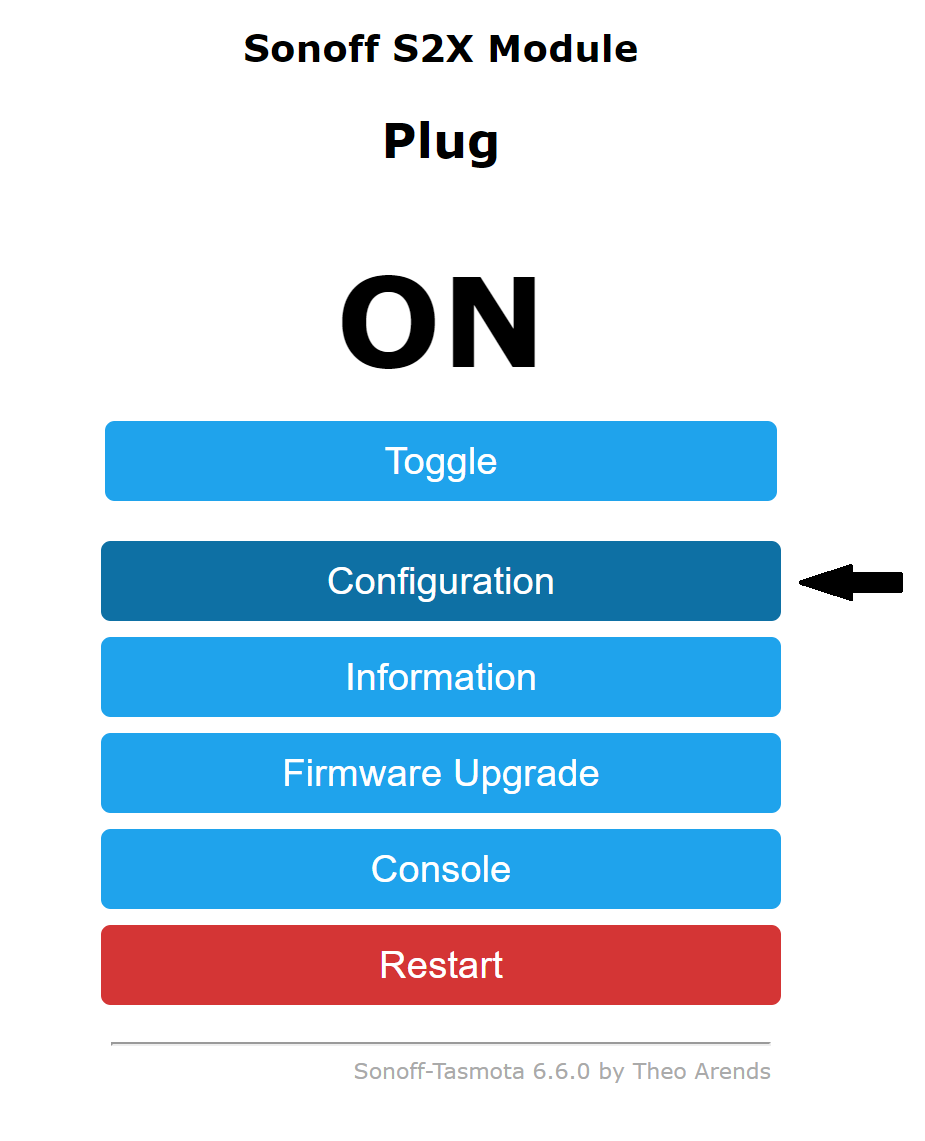 Sonoff S2X Module
Plug
ON
Toggle
Configuration
Information
Firmware Upgrade
Console
Restart
Sonoff-Tasmota 6.6.0 by Theo Arends